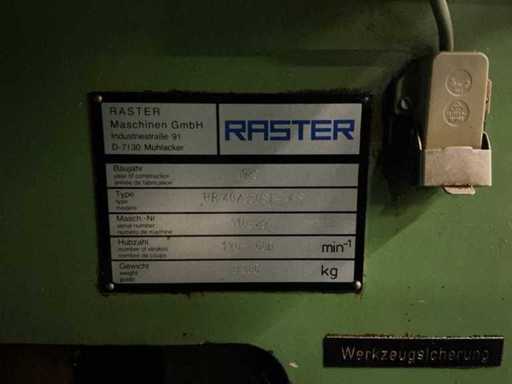 RASTER
Maschinen GmbH
Industriestraße 91
D-7130 Mühlacker
RASTER
Baujahr
year of construction
année de fabrication
Type
type
modèle
Masch.-Nr
serial number
numéro de machine
Hubzahl
number of strokes
nombre de coups
min-1
Gewicht
weight
poids
kg
Werkzeugsicherung